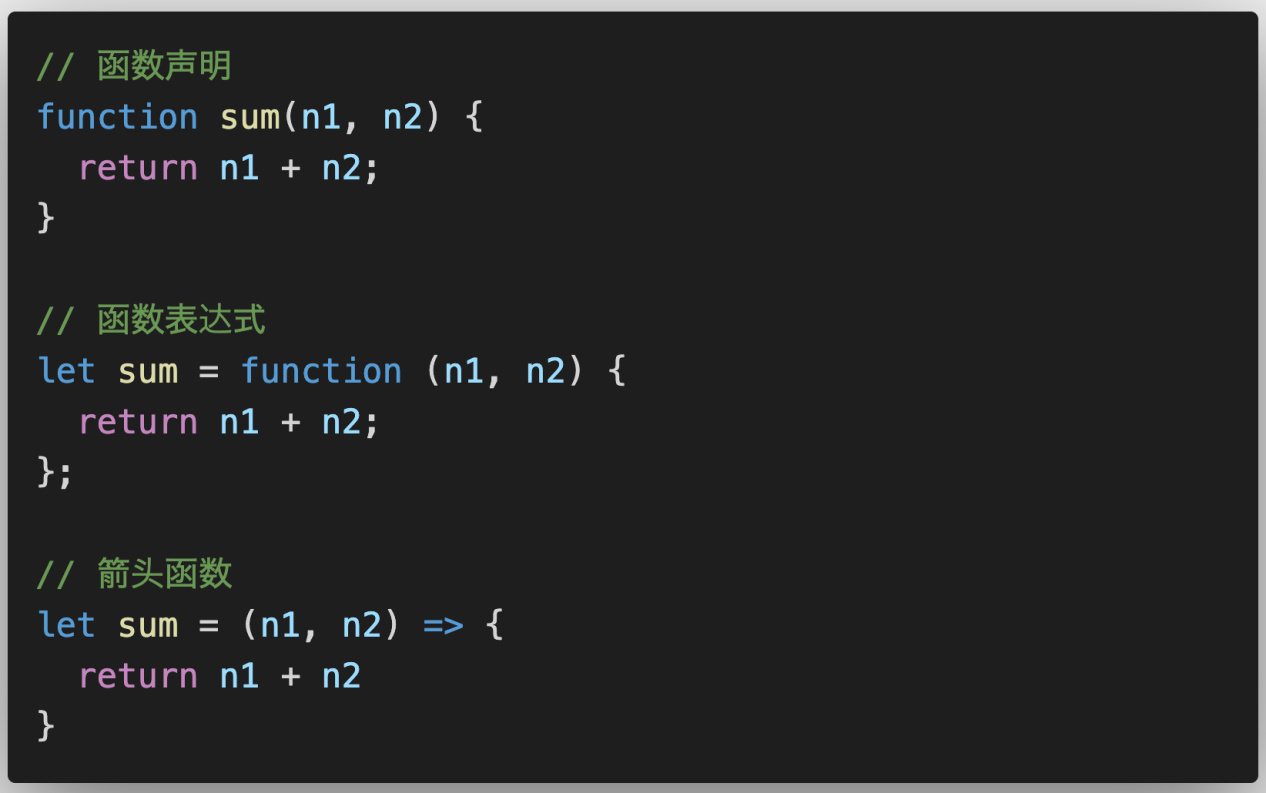 // 函数声明
function sum(n1, n2) {
  return n1 + n2;
}

// 函数表达式
let sum = function (n1, n2) {
  return n1 + n2;
};

// 箭头函数
let sum = (n1, n2) => {
  return n1 + n2
}